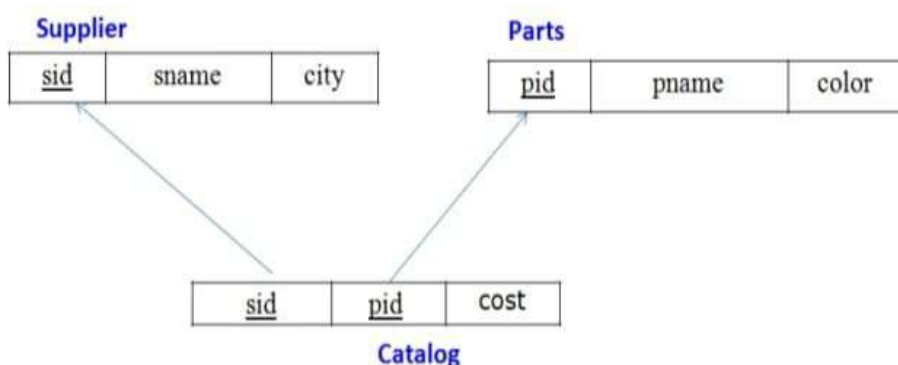 Supplier
sid sname city
Parts
pid pname color
sid pid cost
Catalog